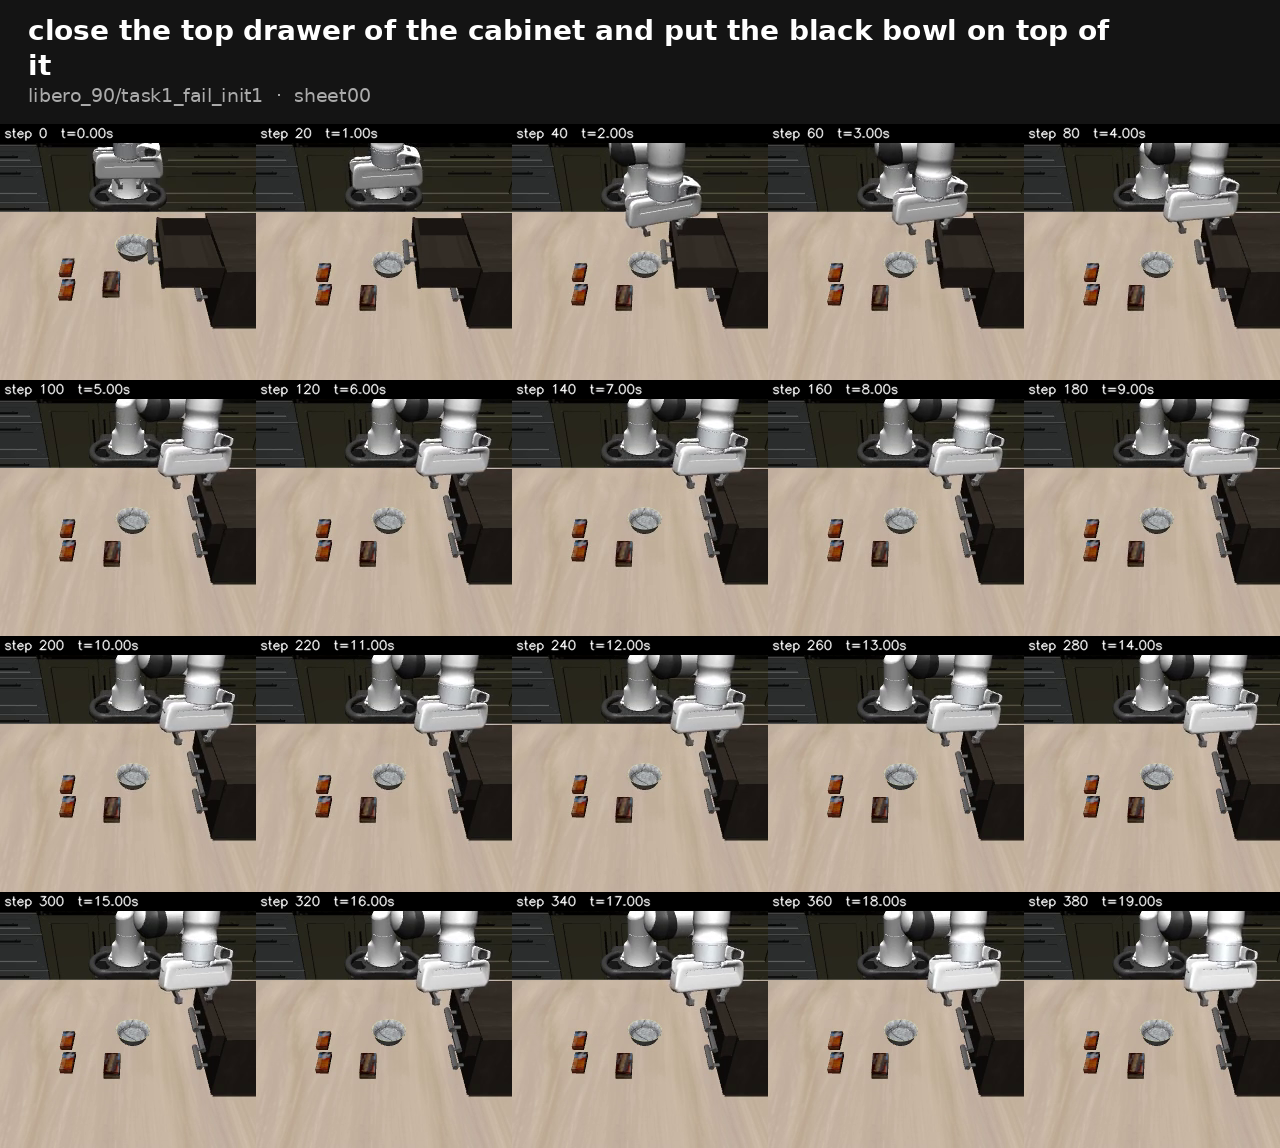 close the top drawer of the cabinet and put the black bowl on top of
it
libero_90/task1_fail_init1 · sheet00
step 0 t=0.00s
step 20 t=1.00s
step 40 t=2.00s
step 60 t=3.00s
step 80 t=4.00s
step 100 t=5.00s
step 120 t=6.00s
step 140 t=7.00s
step 160 t=8.00s
step 180 t=9.00s
step 200 t=10.00s
step 220 t=11.00s
step 240 t=12.00s
step 260 t=13.00s
step 280 t=14.00s
step 300 t=15.00s
step 320 t=16.00s
step 340 t=17.00s
step 360 t=18.00s
step 380 t=19.00s